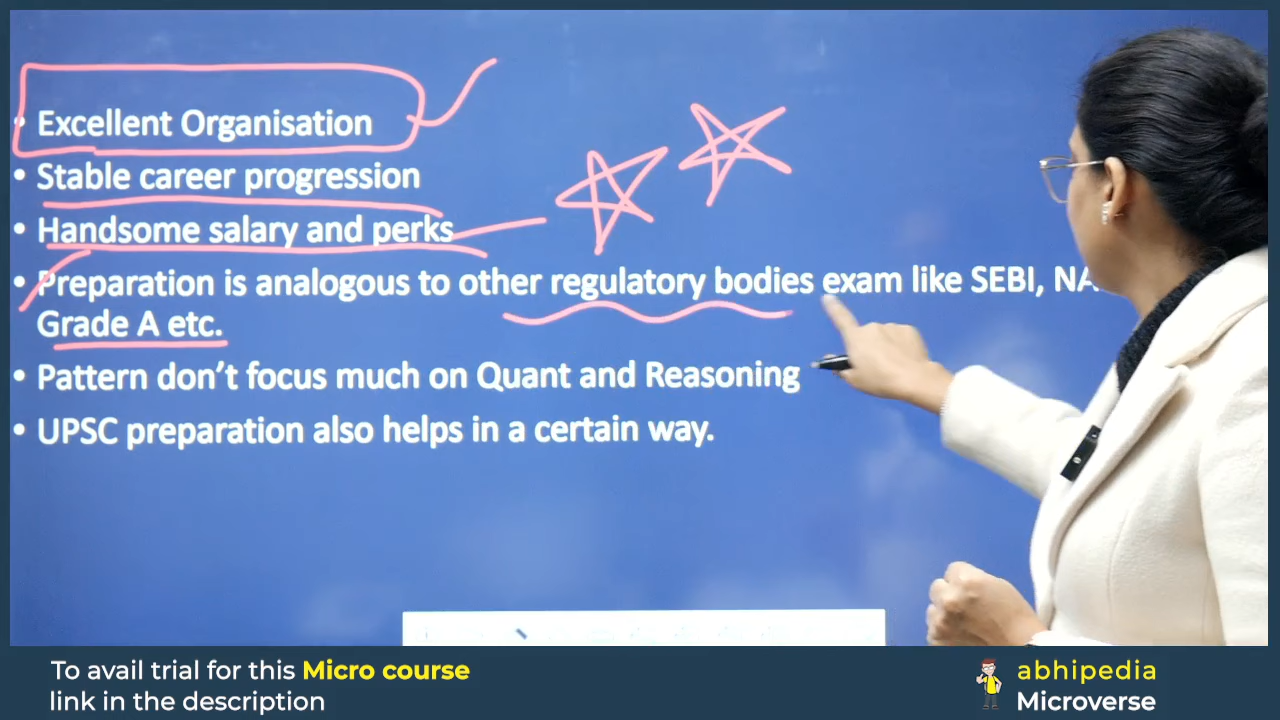 • Excellent Organisation
• Stable career progression
• Handsome salary and perks
• Preparation is analogous to other regulatory bodies exam like SEBI,
Grade A etc.
• Pattern don't focus much on Quant and Reasoning
• UPSC preparation also helps in a certain way.
To avail trial for this Micro course
link in the description
abhipedia
Microverse